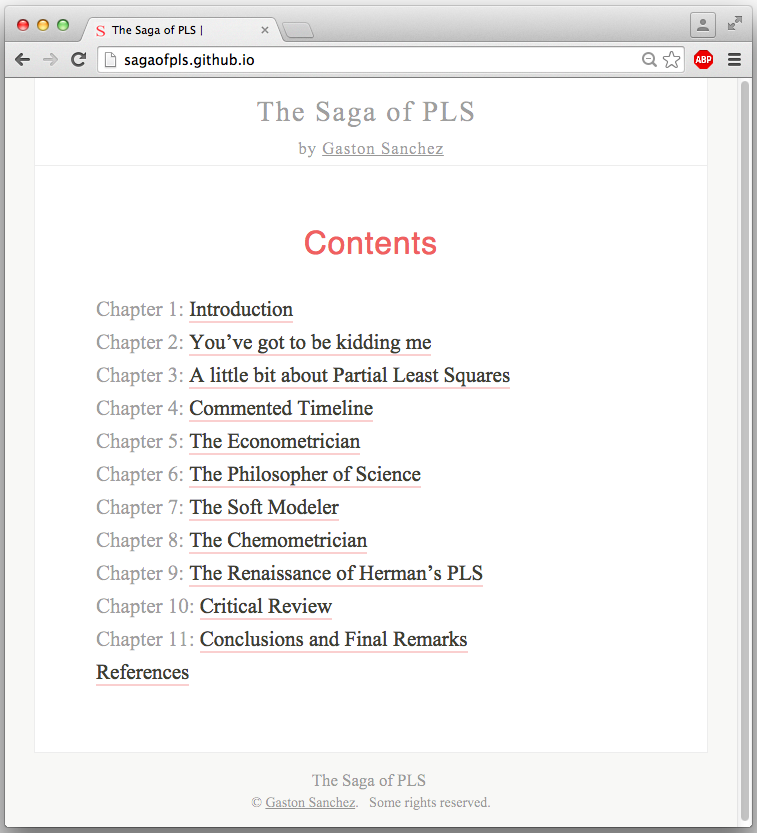 The Saga of PLS |
sagaofpls.github.io
ABP
The Saga of PLS
by Gaston Sanchez
Contents
Chapter 1: Introduction
Chapter 2: You’ve got to be kidding me
Chapter 3: A little bit about Partial Least Squares
Chapter 4: Commented Timeline
Chapter 5: The Econometrician
Chapter 6: The Philosopher of Science
Chapter 7: The Soft Modeler
Chapter 8: The Chemometrician
Chapter 9: The Renaissance of Herman’s PLS
Chapter 10: Critical Review
Chapter 11: Conclusions and Final Remarks
References
The Saga of PLS
© Gaston Sanchez. Some rights reserved.